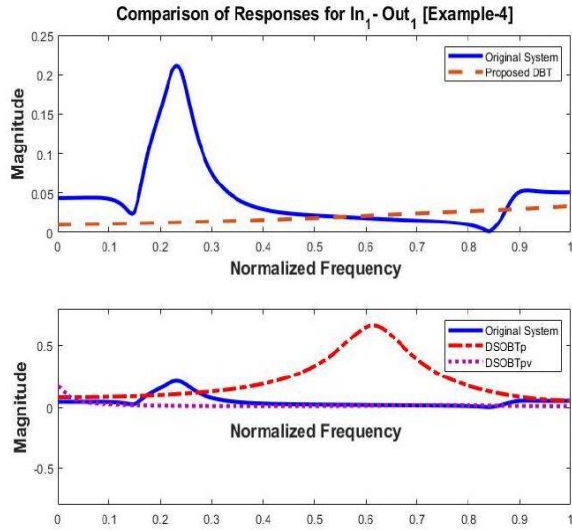 Comparison of Responses for In1- Out1 [Example-4]
0.25
0.2
0.15
0.1
0.05
0
Magnitude
Original System
Proposed DBT
0 0.1 0.2 0.3 0.4 0.5 0.6 0.7 0.8 0.9 1
Normalized Frequency
0.5
0
-0.5
Magnitude
Original System
DSOBTp
DSOBTpv
Normalized Frequency
0 0.1 0.2 0.3 0.4 0.5 0.6 0.7 0.8 0.9 1